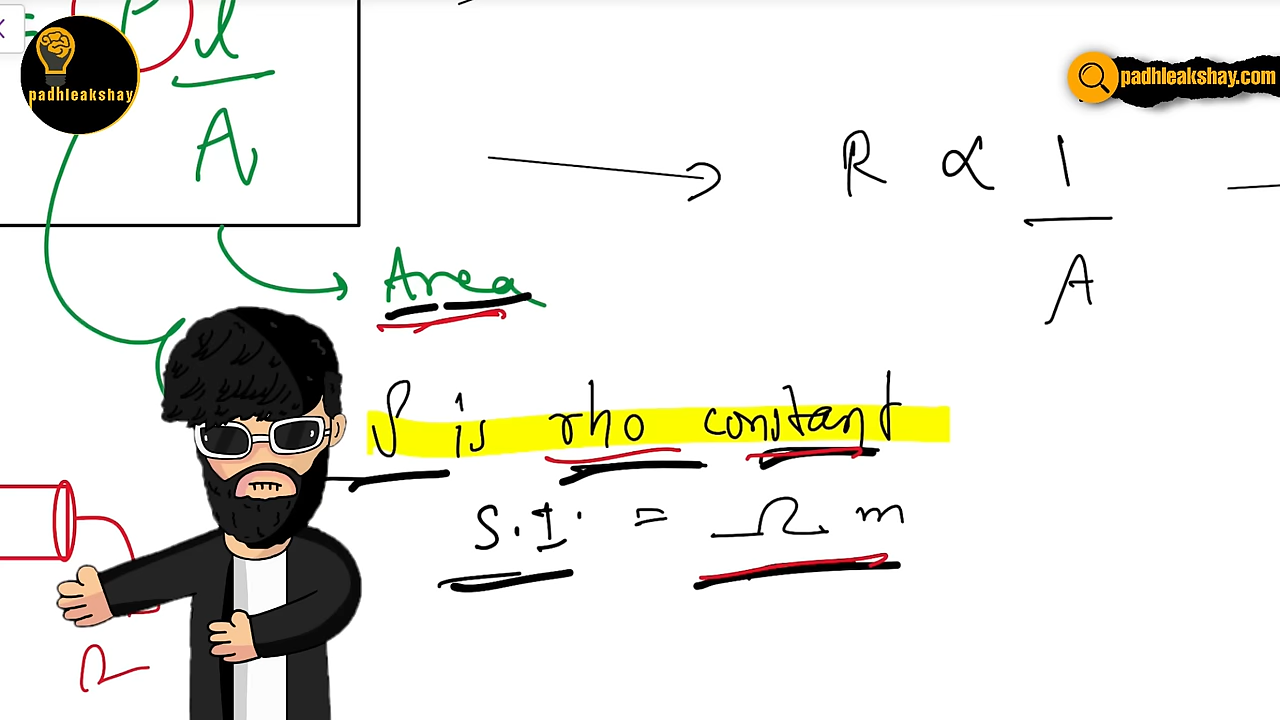 = ρ l
A
padhleakshay
padhleakshay.com
R ∝ 1
A
Area
ρ is rho constant
S.I. = Ω m